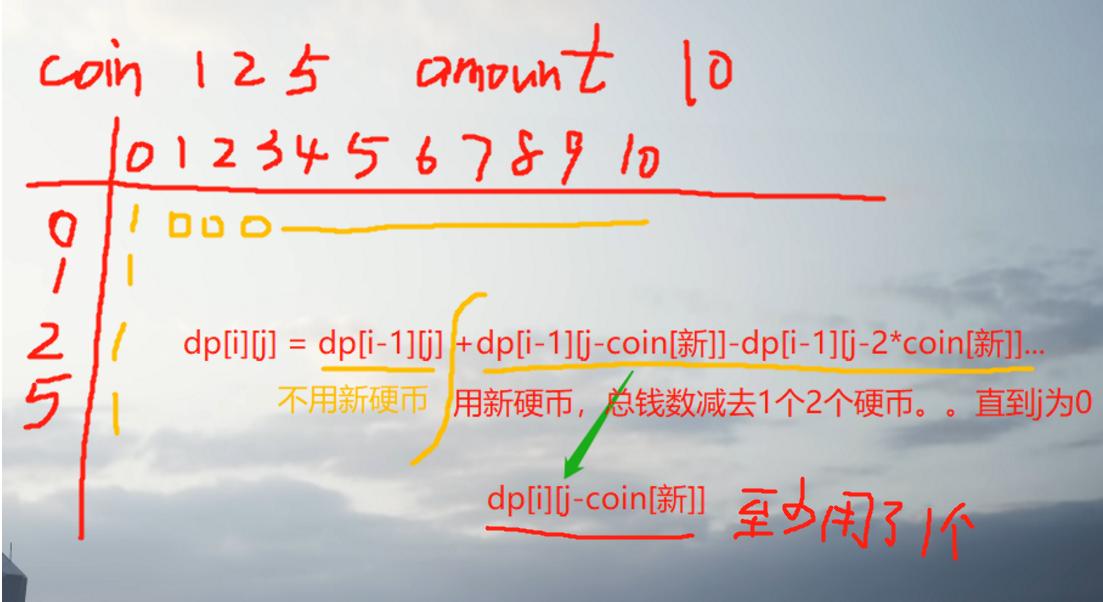 coin 1 2 5 amount 10
0 1 2 3 4 5 6 7 8 9 10
0 1 0 0 0
1 1
2 1
dp[i][j] = dp[i-1][j] +dp[i-1][j-coin[新]]-dp[i-1][j-2*coin[新]]...
5 1
不用新硬币 用新硬币，总钱数减去1个2个硬币。。直到j为0
dp[i][j-coin[新]] 至少用了1个